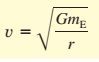 υ = √(Gm_E / r)